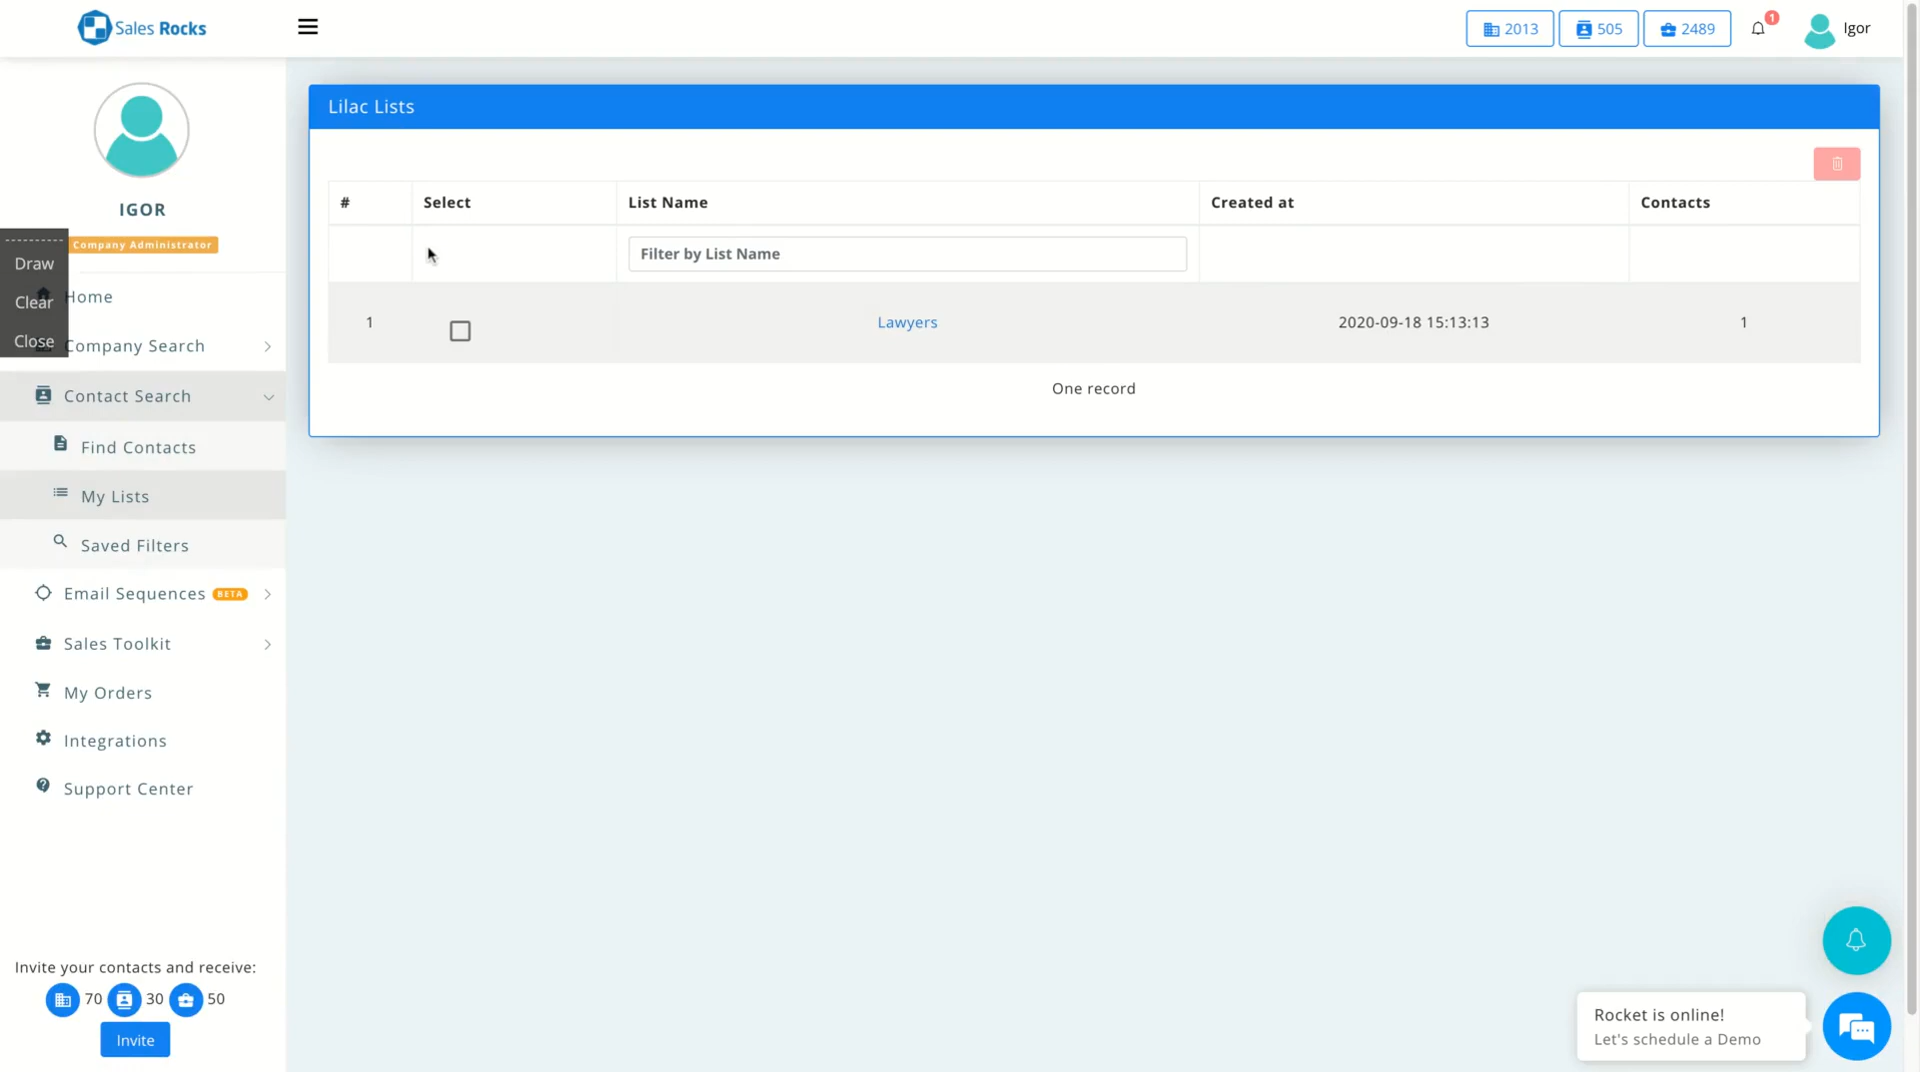 Sales Rocks
2013
505
2489
1
Igor
IGOR
Company Administrator
Draw
Clear
Close
Home
Company Search
Contact Search
Find Contacts
My Lists
Saved Filters
Email Sequences BETA
Sales Toolkit
My Orders
Integrations
Support Center
Invite your contacts and receive:
70 30 50
Invite
Lilac Lists
# Select List Name Created at Contacts
Filter by List Name
1 Lawyers 2020-09-18 15:13:13 1
One record
Rocket is online!
Let's schedule a Demo